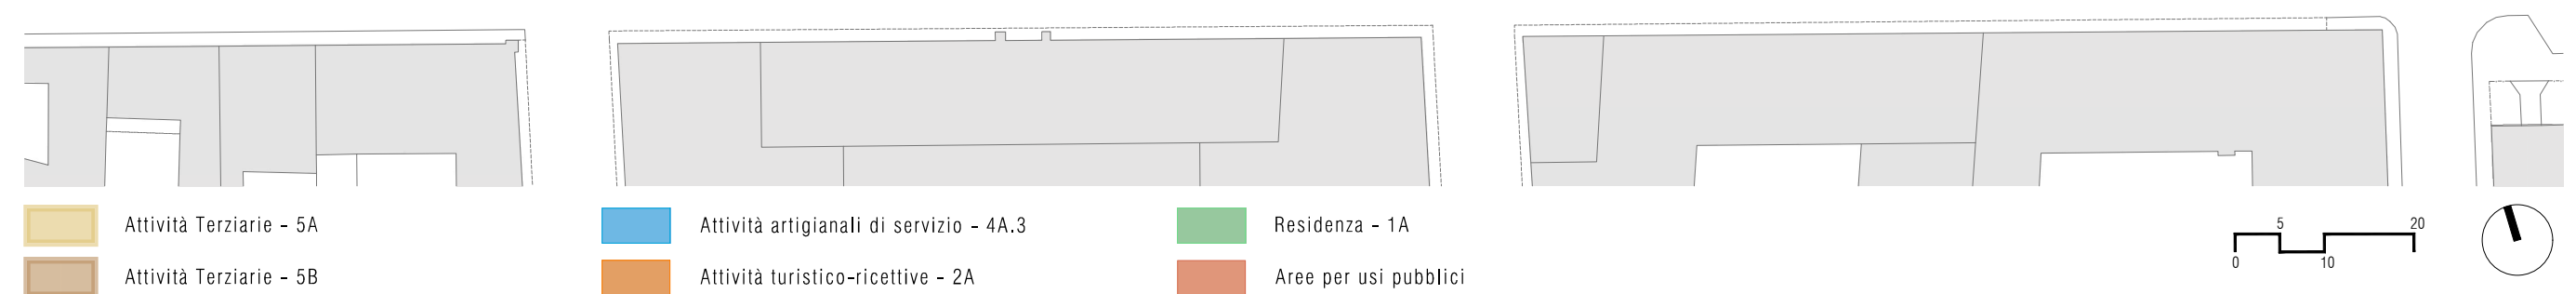 Attività Terziarie - 5A
Attività Terziarie - 5B
Attività artigianali di servizio - 4A.3
Attività turistico-ricettive - 2A
Residenza - 1A
Aree per usi pubblici
5 20
0 10